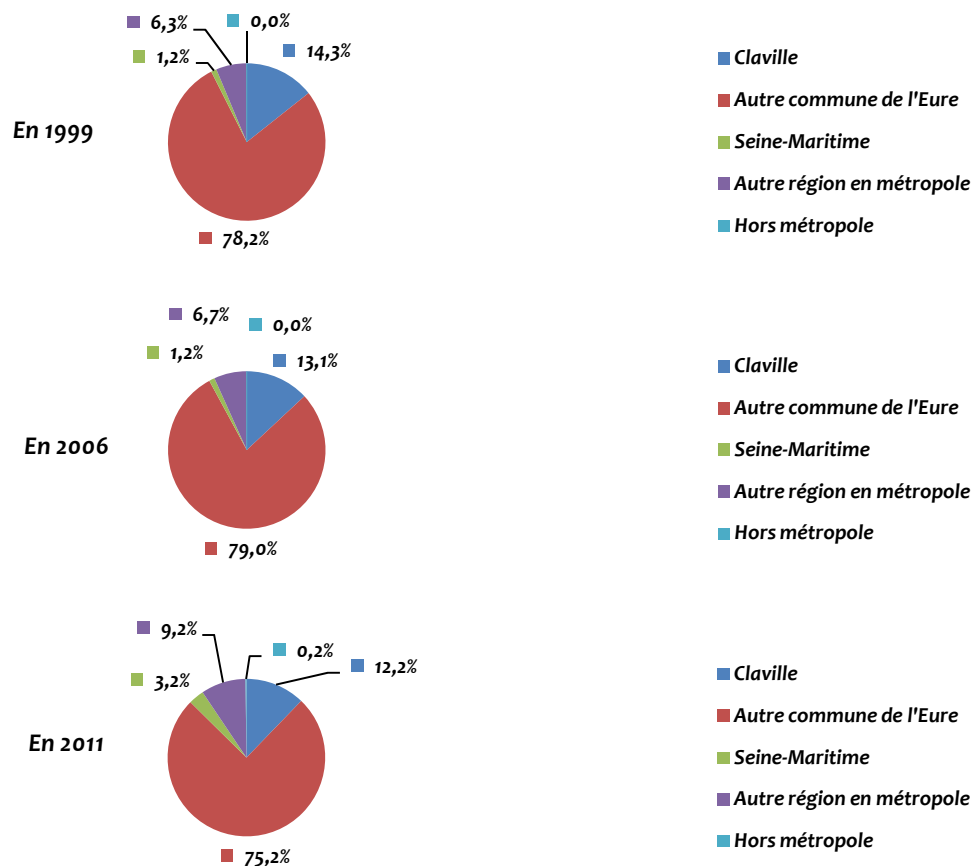 6,3%
0,0%
1,2%
14,3%
En 1999
78,2%
Claville
Autre commune de l'Eure
Seine-Maritime
Autre région en métropole
Hors métropole
6,7%
0,0%
1,2%
13,1%
En 2006
79,0%
Claville
Autre commune de l'Eure
Seine-Maritime
Autre région en métropole
Hors métropole
9,2%
0,2%
3,2%
12,2%
En 2011
75,2%
Claville
Autre commune de l'Eure
Seine-Maritime
Autre région en métropole
Hors métropole